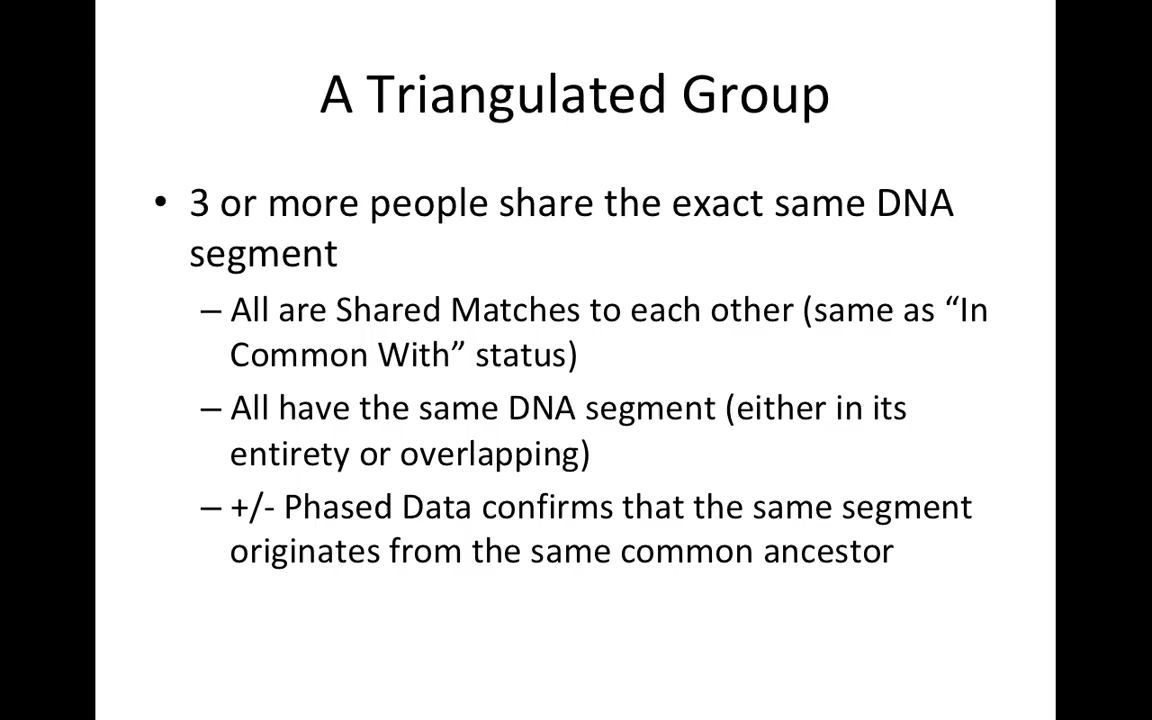 A Triangulated Group
• 3 or more people share the exact same DNA
segment
– All are Shared Matches to each other (same as “In
Common With” status)
– All have the same DNA segment (either in its
entirety or overlapping)
– +/- Phased Data confirms that the same segment
originates from the same common ancestor